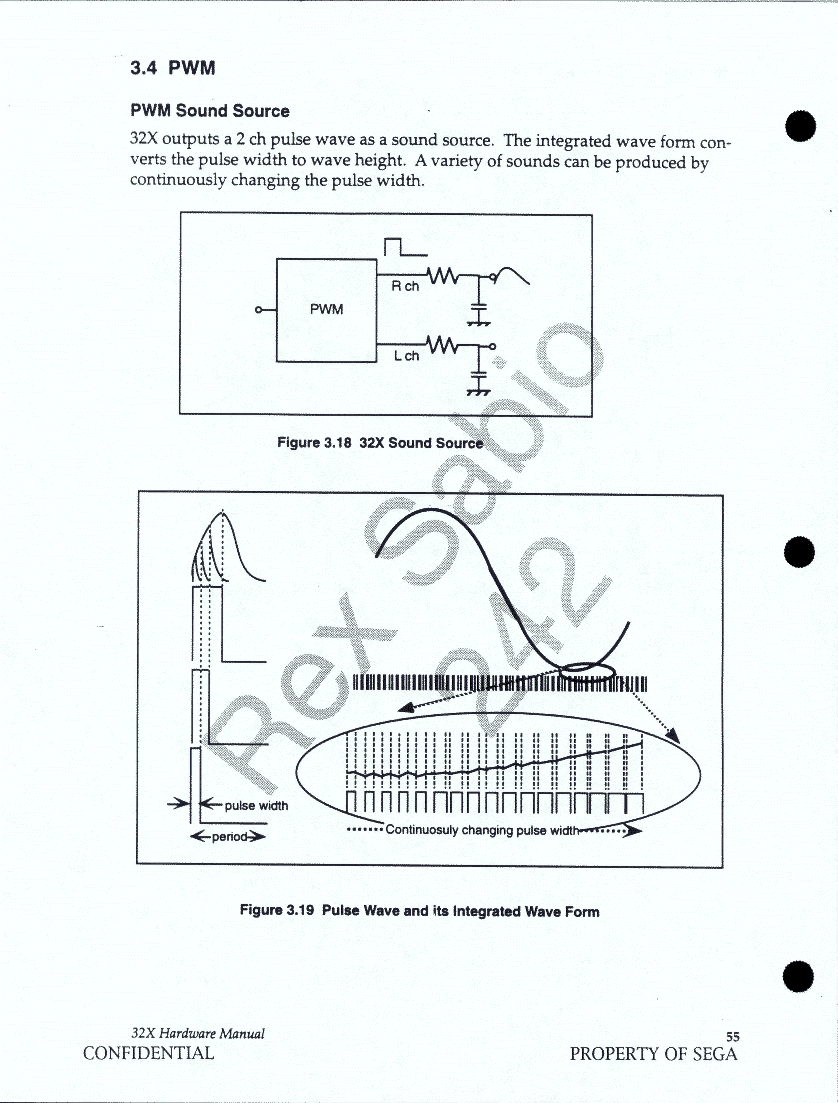 3.4 PWM
PWM Sound Source
32X outputs a 2 ch pulse wave as a sound source. The integrated wave form con-
verts the pulse width to wave height. A variety of sounds can be produced by
continuously changing the pulse width.
PWM
R ch
L ch
Figure 3.18 32X Sound Source
Rex Sabio
242
pulse width
period
Continuosuly changing pulse width
Figure 3.19 Pulse Wave and its Integrated Wave Form
32X Hardware Manual
55
CONFIDENTIAL
PROPERTY OF SEGA